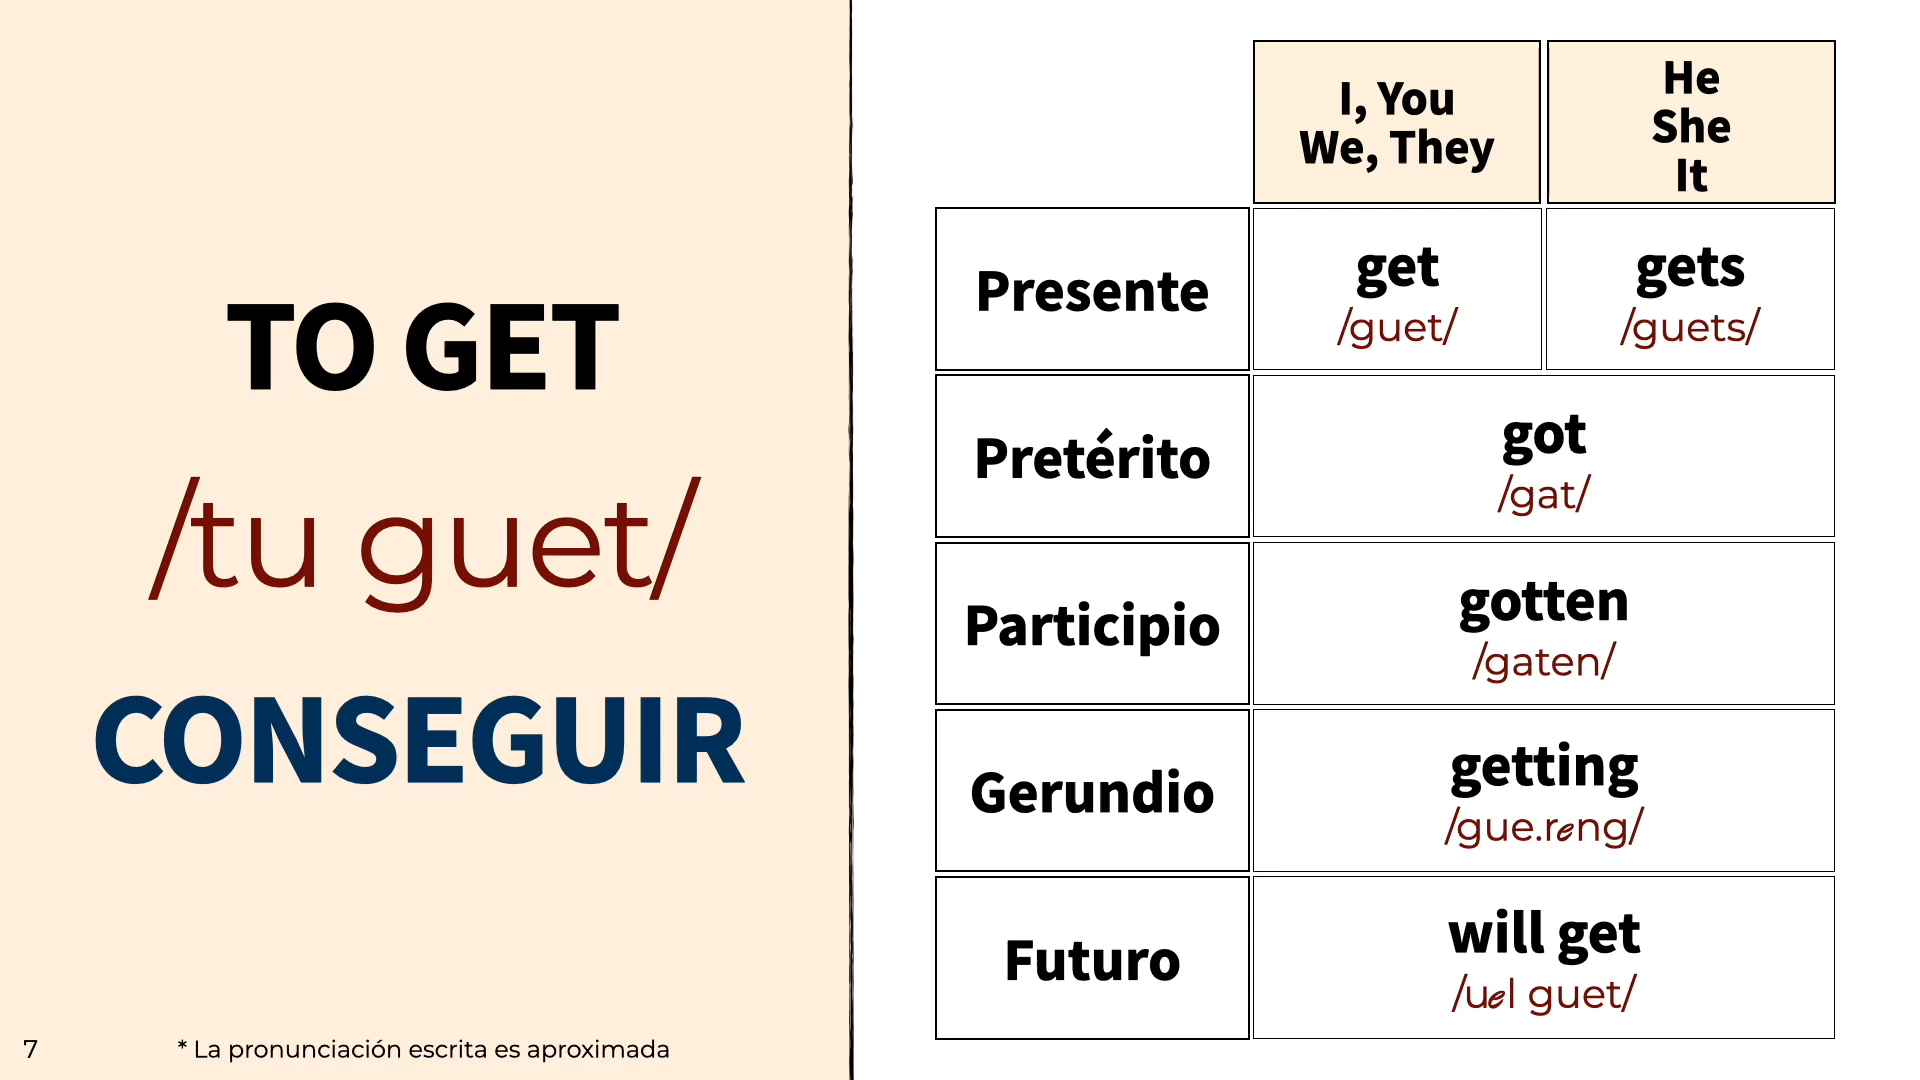 TO GET
/tu guet/
CONSEGUIR
7
* La pronunciación escrita es aproximada
I, You
We, They
He
She
It
Presente
get
/guet/
gets
/guets/
Pretérito
got
/gat/
Participio
gotten
/gaten/
Gerundio
getting
/gue.reng/
Futuro
will get
/uel guet/